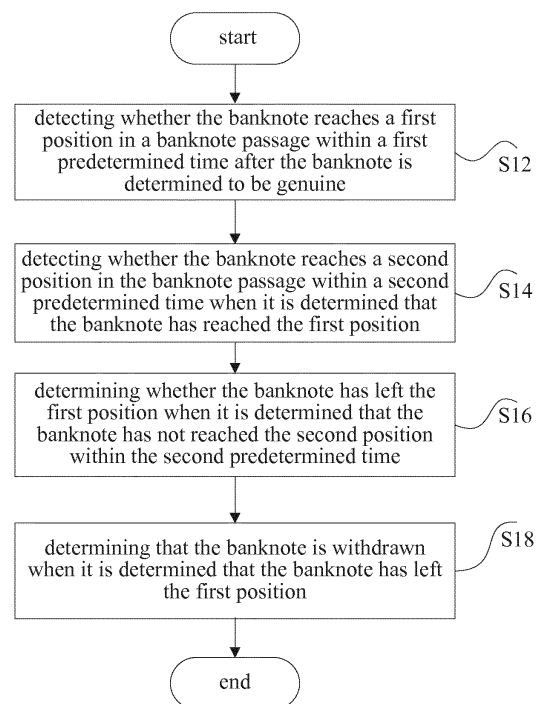 start
detecting whether the banknote reaches a first
position in a banknote passage within a first
predetermined time after the banknote is
determined to be genuine
S12
detecting whether the banknote reaches a second
position in the banknote passage within a second
predetermined time when it is determined that
the banknote has reached the first position
S14
determining whether the banknote has left the
first position when it is determined that the
banknote has not reached the second position
within the second predetermined time
S16
determining that the banknote is withdrawn
when it is determined that the banknote has left
the first position
S18
end